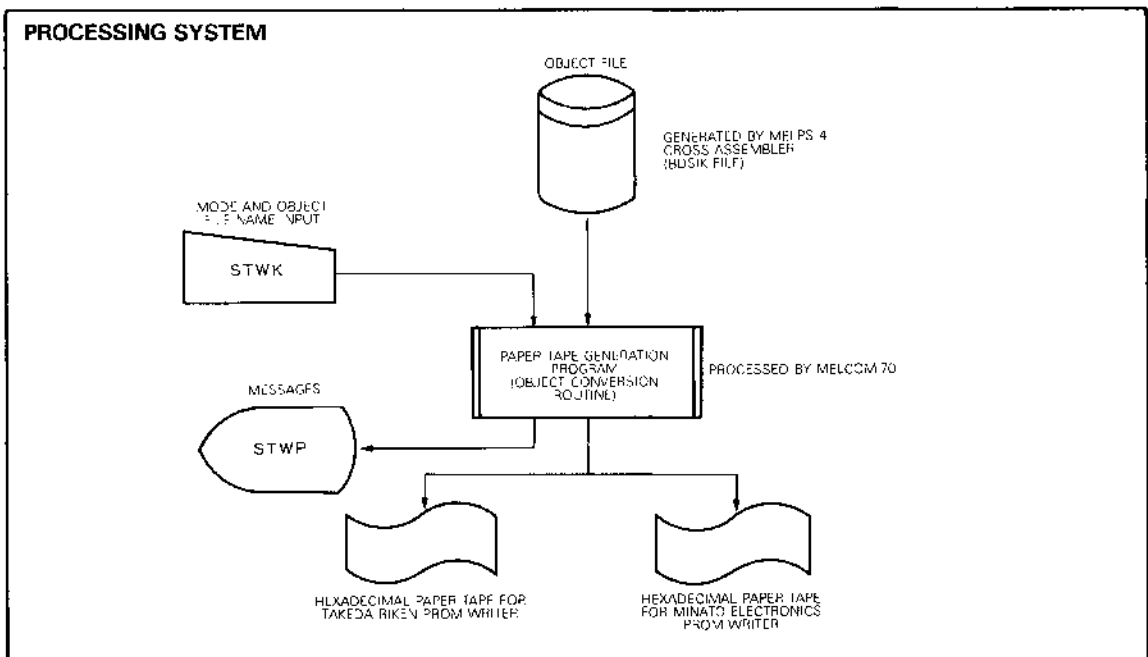 PROCESSING SYSTEM
OBJECT FILE
GENERATED BY MELPS 4
CROSS ASSEMBLER
(BDSIK FILE)
MODE AND OBJECT
FILE NAME INPUT
STWK
PAPER TAPE GENERATION
PROGRAM
(OBJECT CONVERSION
ROUTINE)
PROCESSED BY MELCOM 70
MESSAGES
STWP
HEXADECIMAL PAPER TAPE FOR
TAKEDA RIKEN PROM WRITER
HEXADECIMAL PAPER TAPE
FOR MINATO ELECTRONICS
PROM WRITER